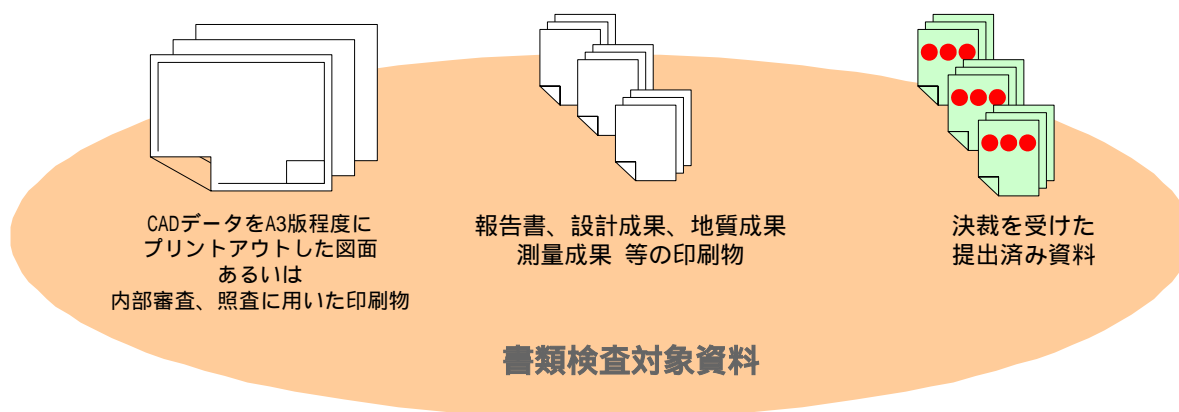 CADデータをA3版程度に
プリントアウトした図面
あるいは
内部審査、照査に用いた印刷物
報告書、設計成果、地質成果
測量成果 等の印刷物
決裁を受けた
提出済み資料
書類検査対象資料